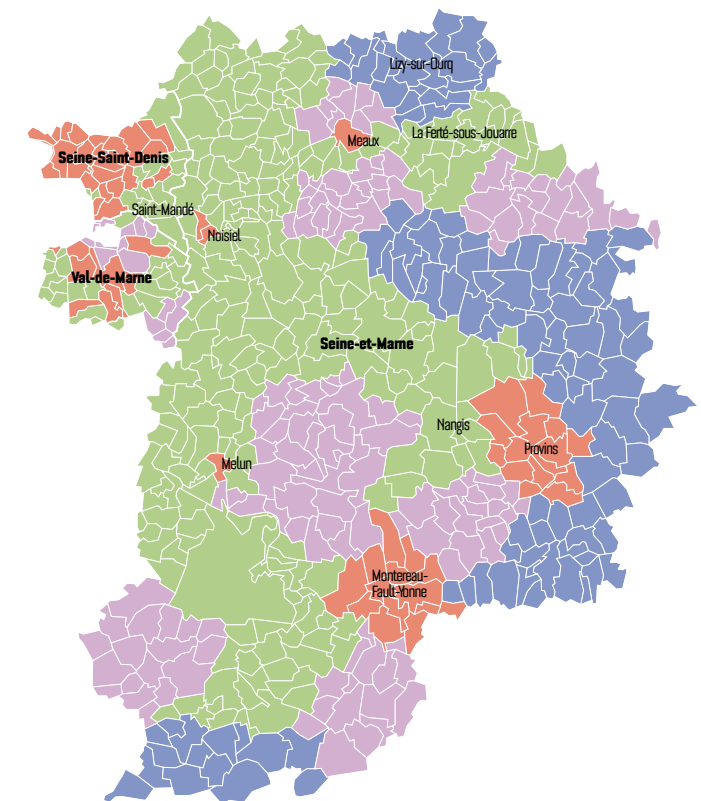 Lizy-sur-Ourq
La Ferté-sous-Jouarre
Meaux
Seine-Saint-Denis
Saint-Mandé
Noisiel
Val-de-Marne
Seine-et-Marne
Nangis
Provins
Melun
Montereau-
Fault-Yonne